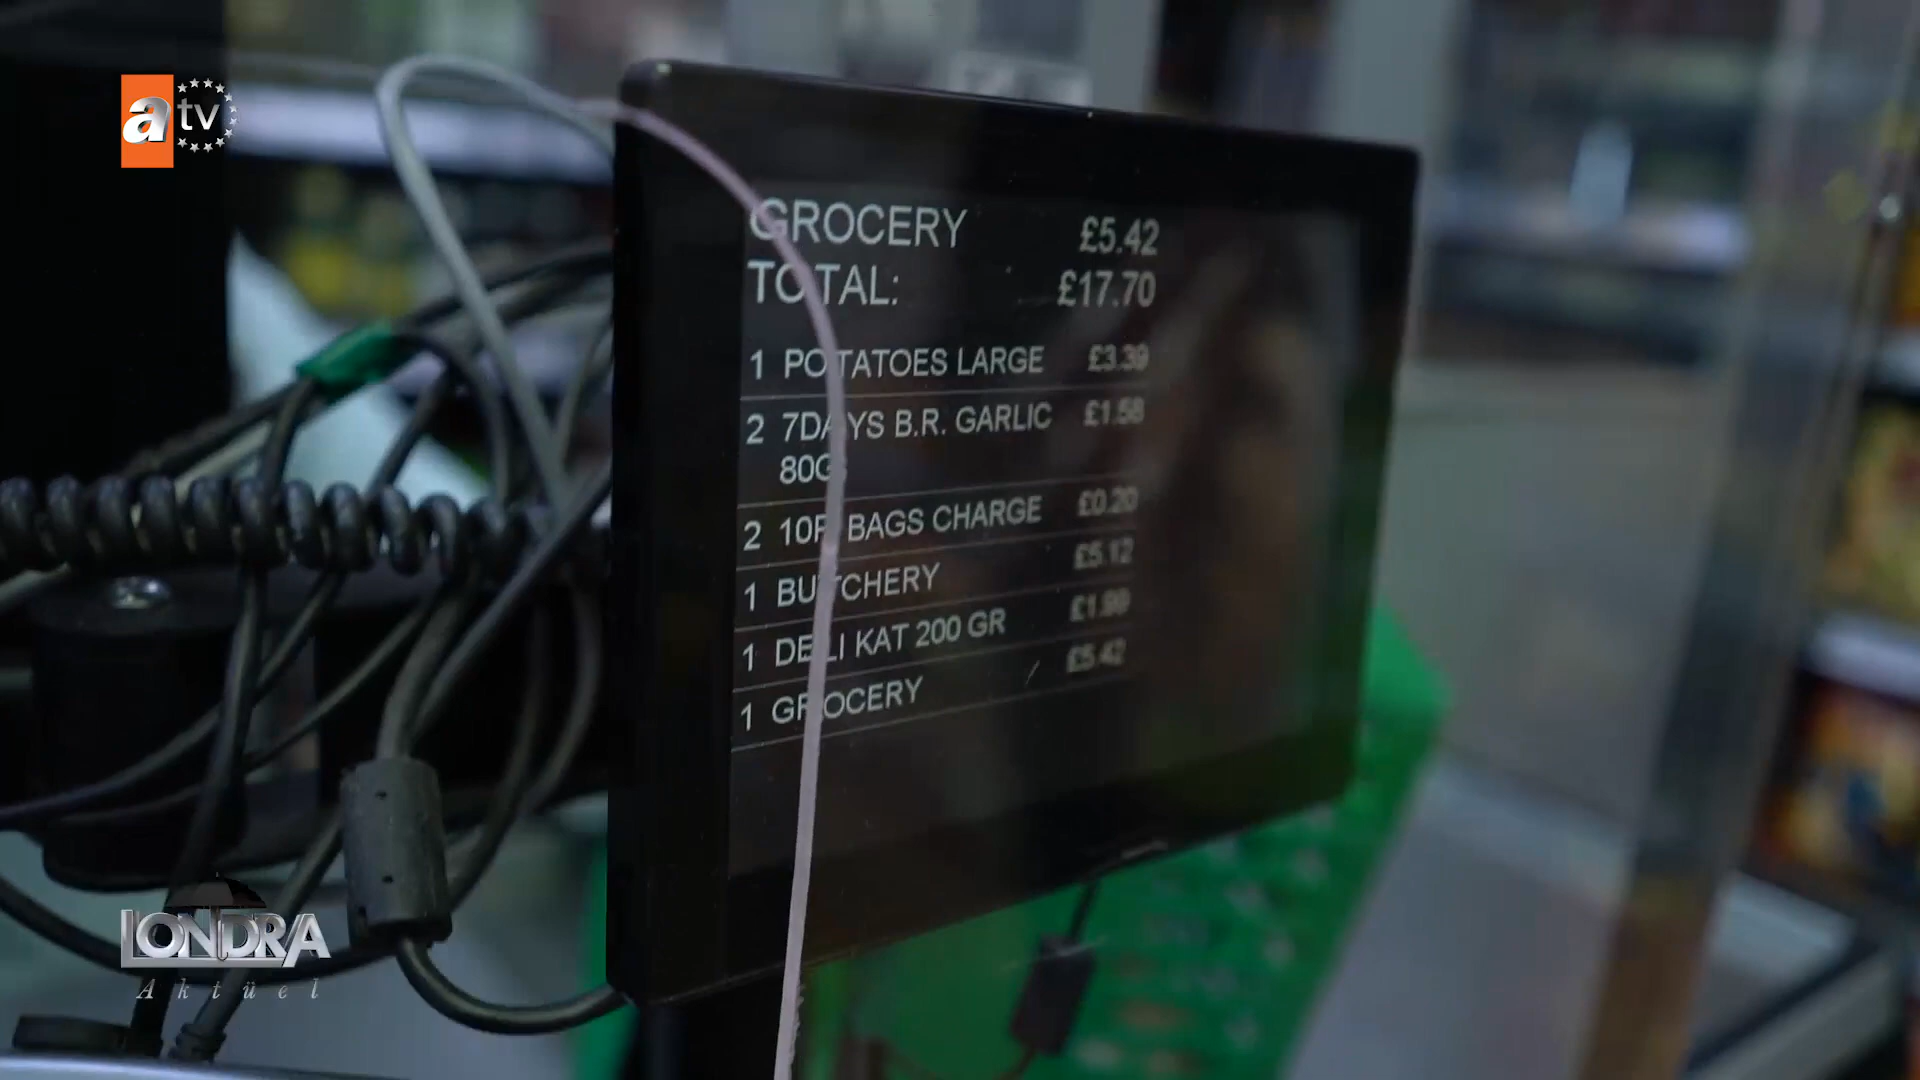 a tv
GROCERY £5.42
TOTAL: £17.70
1 POTATOES LARGE £3.39
2 7DAYS B.R. GARLIC £1.58
80G
2 10P BAGS CHARGE £0.20
1 BUTCHERY £5.12
1 DELI KAT 200 GR £1.99
1 GROCERY £5.42
LONDRA
Aktüel